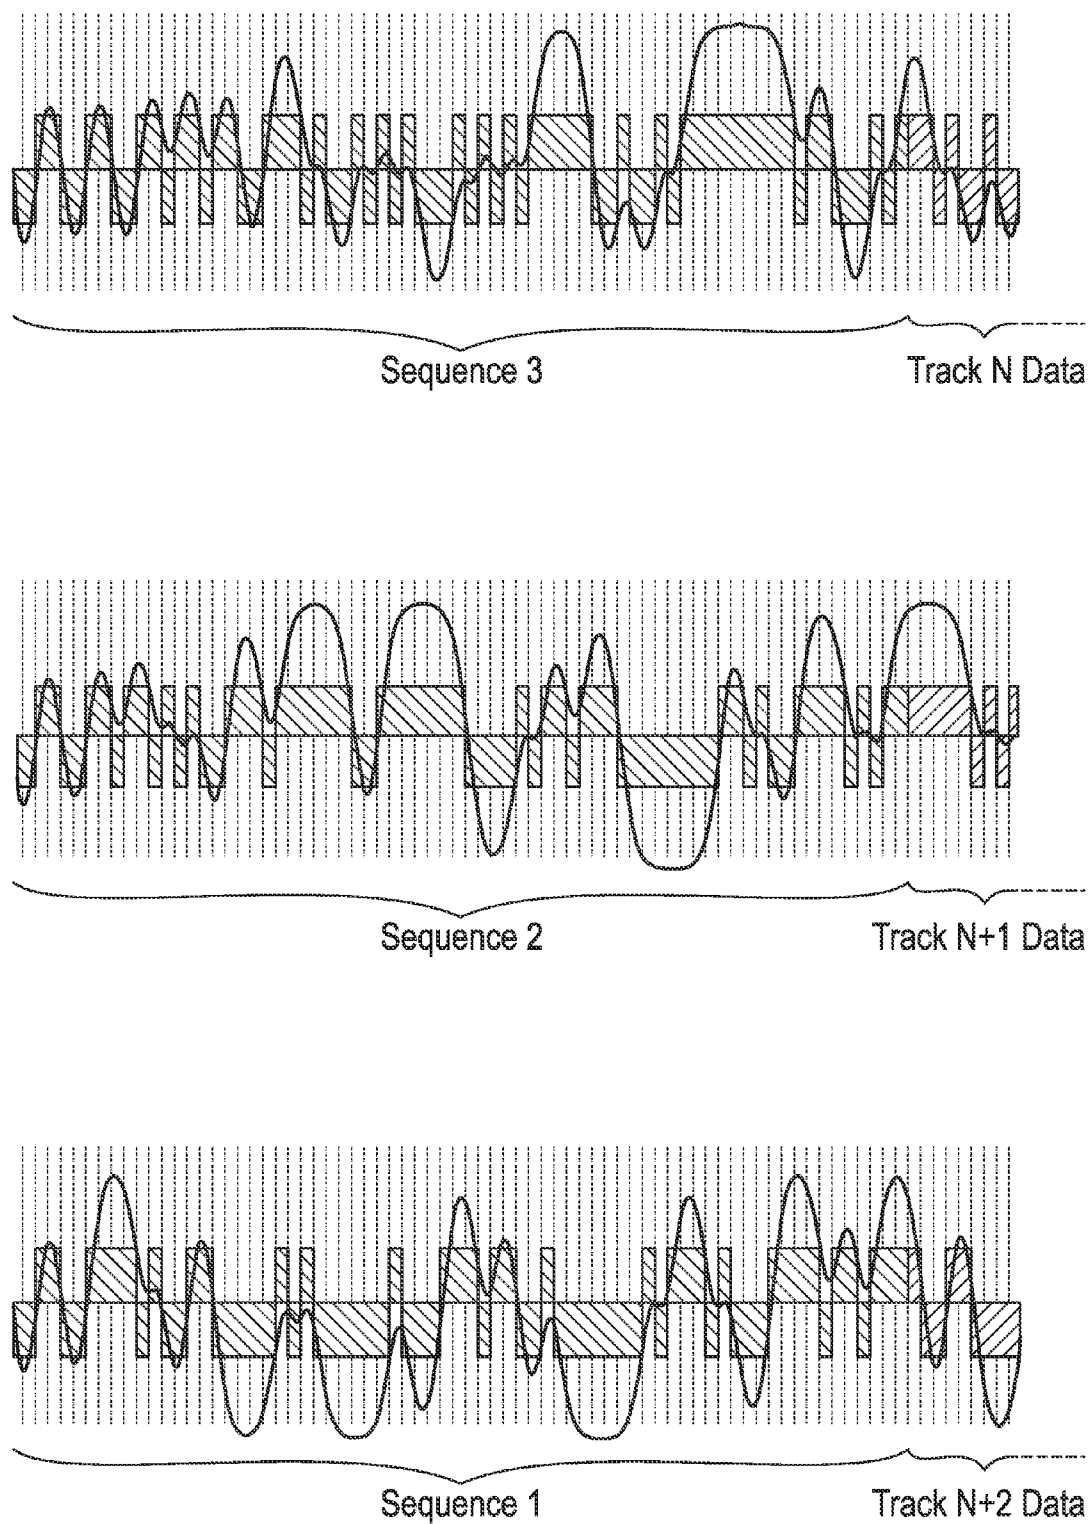 Sequence 3
Track N Data
Sequence 2
Track N+1 Data
Sequence 1
Track N+2 Data